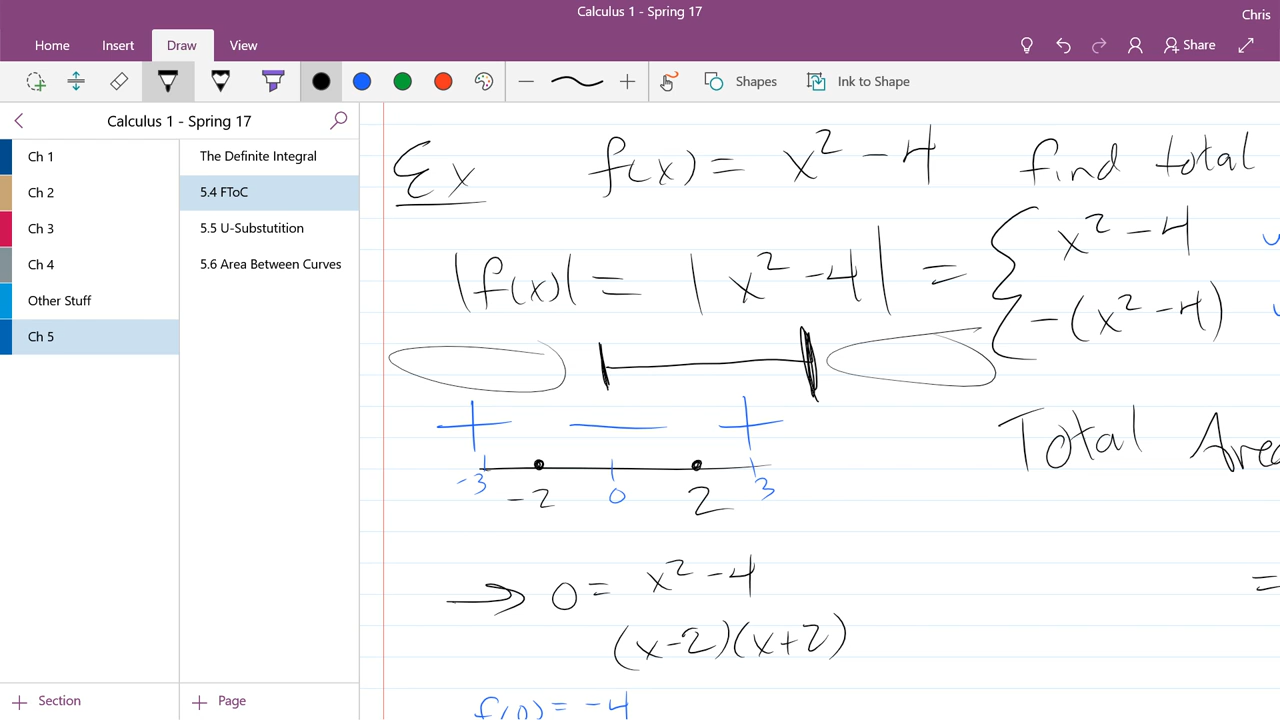 Calculus 1 - Spring 17
Chris
Home Insert Draw View
Share
Shapes
Ink to Shape
Calculus 1 - Spring 17
Ch 1
Ch 2
Ch 3
Ch 4
Other Stuff
Ch 5
+ Section
The Definite Integral
5.4 FToC
5.5 U-Substutition
5.6 Area Between Curves
+ Page
Ex f(x) = x² - 4 find total
|f(x)| = | x² - 4 | = { x² - 4
-(x² - 4)
+ — +
-3 -2 0 2 3
Total Area
→ 0 = x² - 4
=
(x-2)(x+2)
f(0) = -4